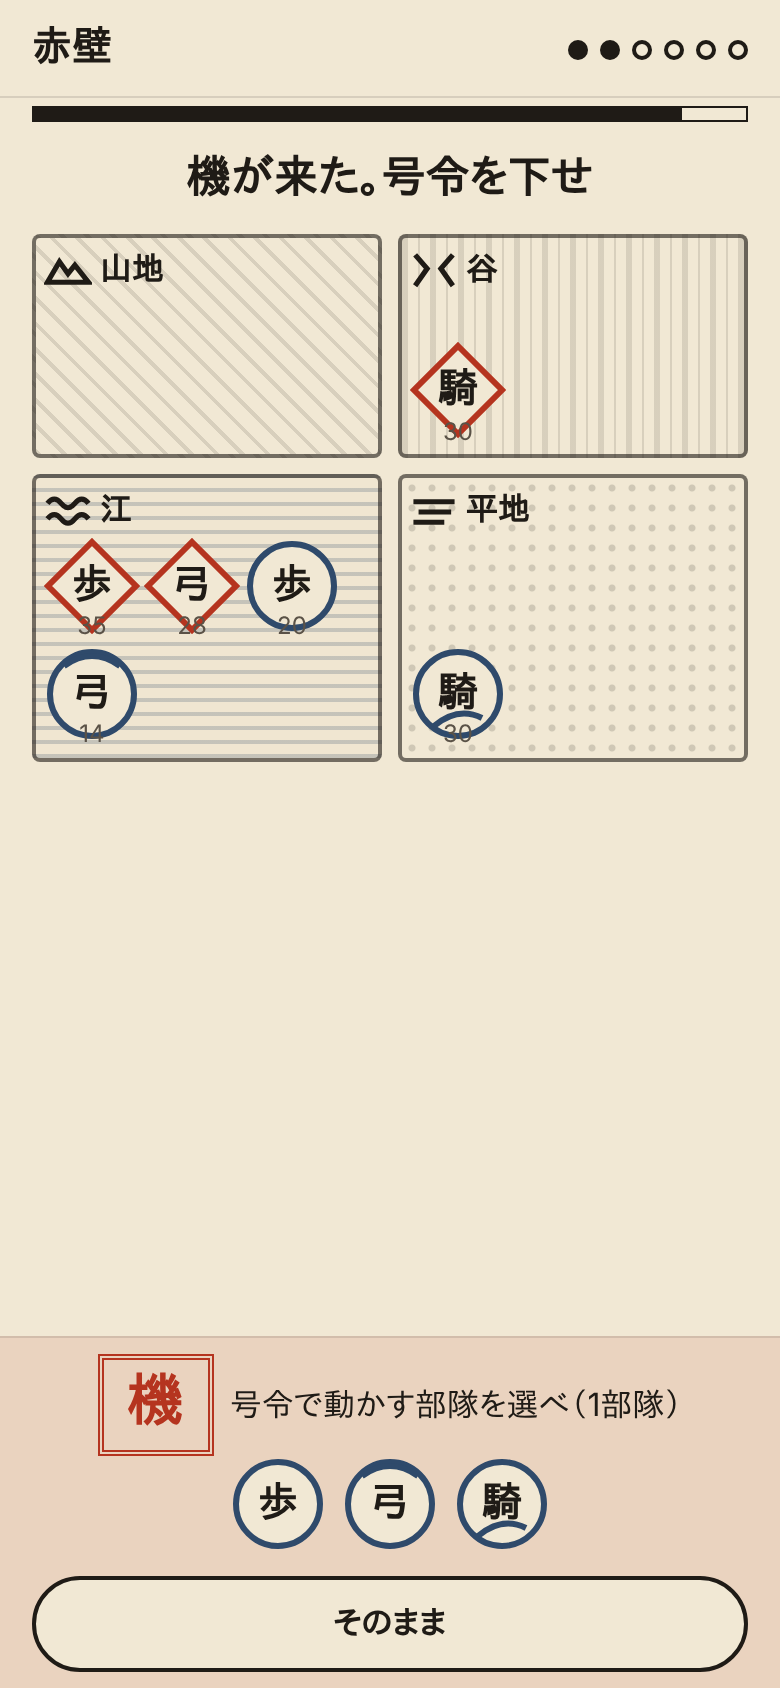 赤壁
機が来た。号令を下せ
山地
谷
騎
30
江
歩 弓 歩
35 28 20
弓
14
平地
騎
30
機
号令で動かす部隊を選べ（1部隊）
歩 弓 騎
そのまま